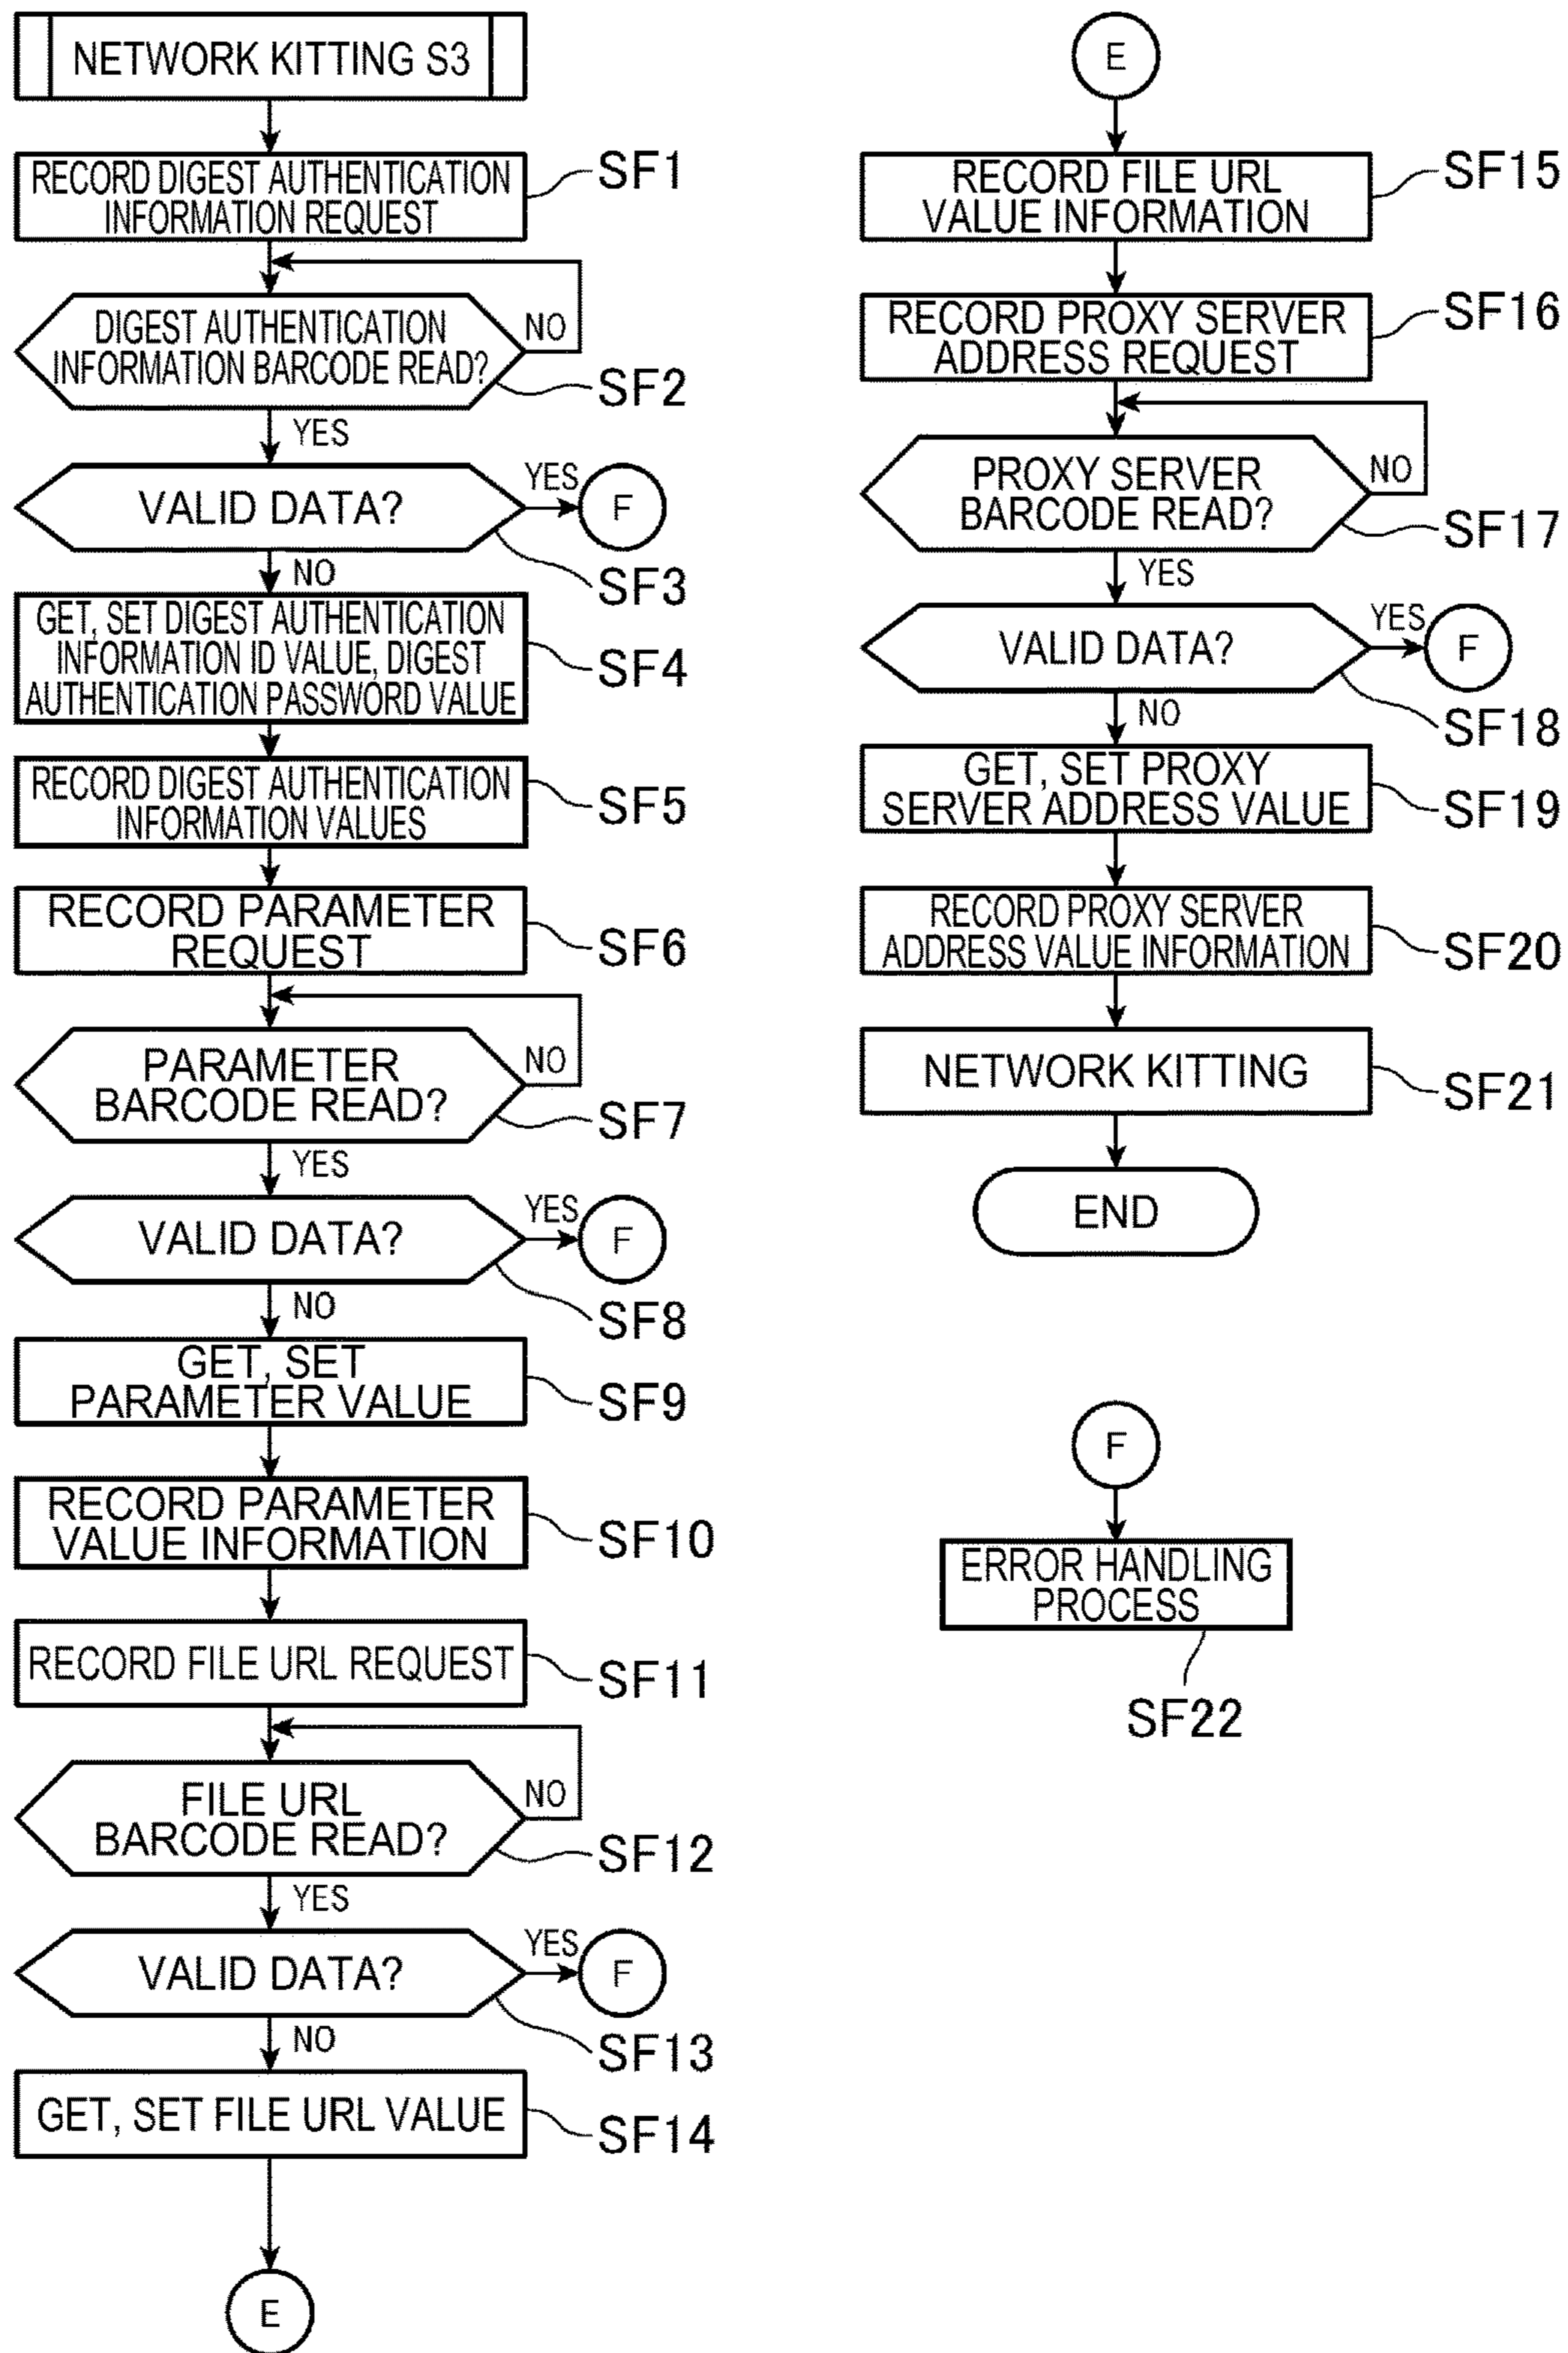 NETWORK KITTING S3
RECORD DIGEST AUTHENTICATION
INFORMATION REQUEST
SF1
DIGEST AUTHENTICATION
INFORMATION BARCODE READ?
NO
SF2
YES
VALID DATA?
YES
F
SF3
NO
GET, SET DIGEST AUTHENTICATION
INFORMATION ID VALUE, DIGEST
AUTHENTICATION PASSWORD VALUE
SF4
RECORD DIGEST AUTHENTICATION
INFORMATION VALUES
SF5
RECORD PARAMETER
REQUEST
SF6
PARAMETER
BARCODE READ?
NO
SF7
YES
VALID DATA?
YES
F
SF8
NO
GET, SET
PARAMETER VALUE
SF9
RECORD PARAMETER
VALUE INFORMATION
SF10
RECORD FILE URL REQUEST
SF11
FILE URL
BARCODE READ?
NO
SF12
YES
VALID DATA?
YES
F
SF13
NO
GET, SET FILE URL VALUE
SF14
E
E
RECORD FILE URL
VALUE INFORMATION
SF15
RECORD PROXY SERVER
ADDRESS REQUEST
SF16
PROXY SERVER
BARCODE READ?
NO
SF17
YES
VALID DATA?
YES
F
SF18
NO
GET, SET PROXY
SERVER ADDRESS VALUE
SF19
RECORD PROXY SERVER
ADDRESS VALUE INFORMATION
SF20
NETWORK KITTING
SF21
END
F
ERROR HANDLING
PROCESS
SF22